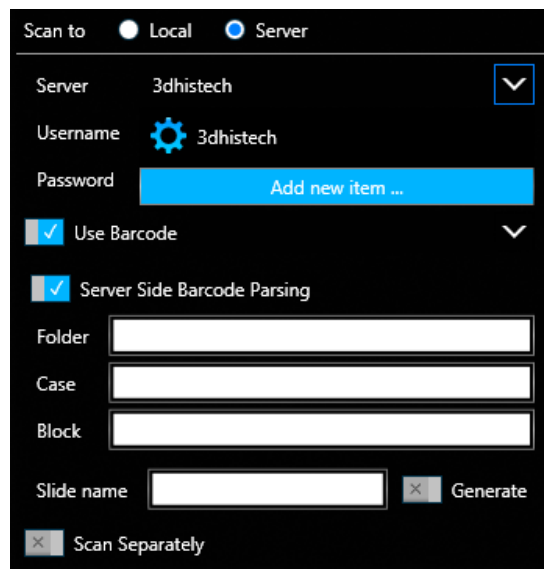 Scan to Local Server
Server 3dhistech
Username 3dhistech
Password Add new item ...
Use Barcode
Server Side Barcode Parsing
Folder
Case
Block
Slide name Generate
Scan Separately